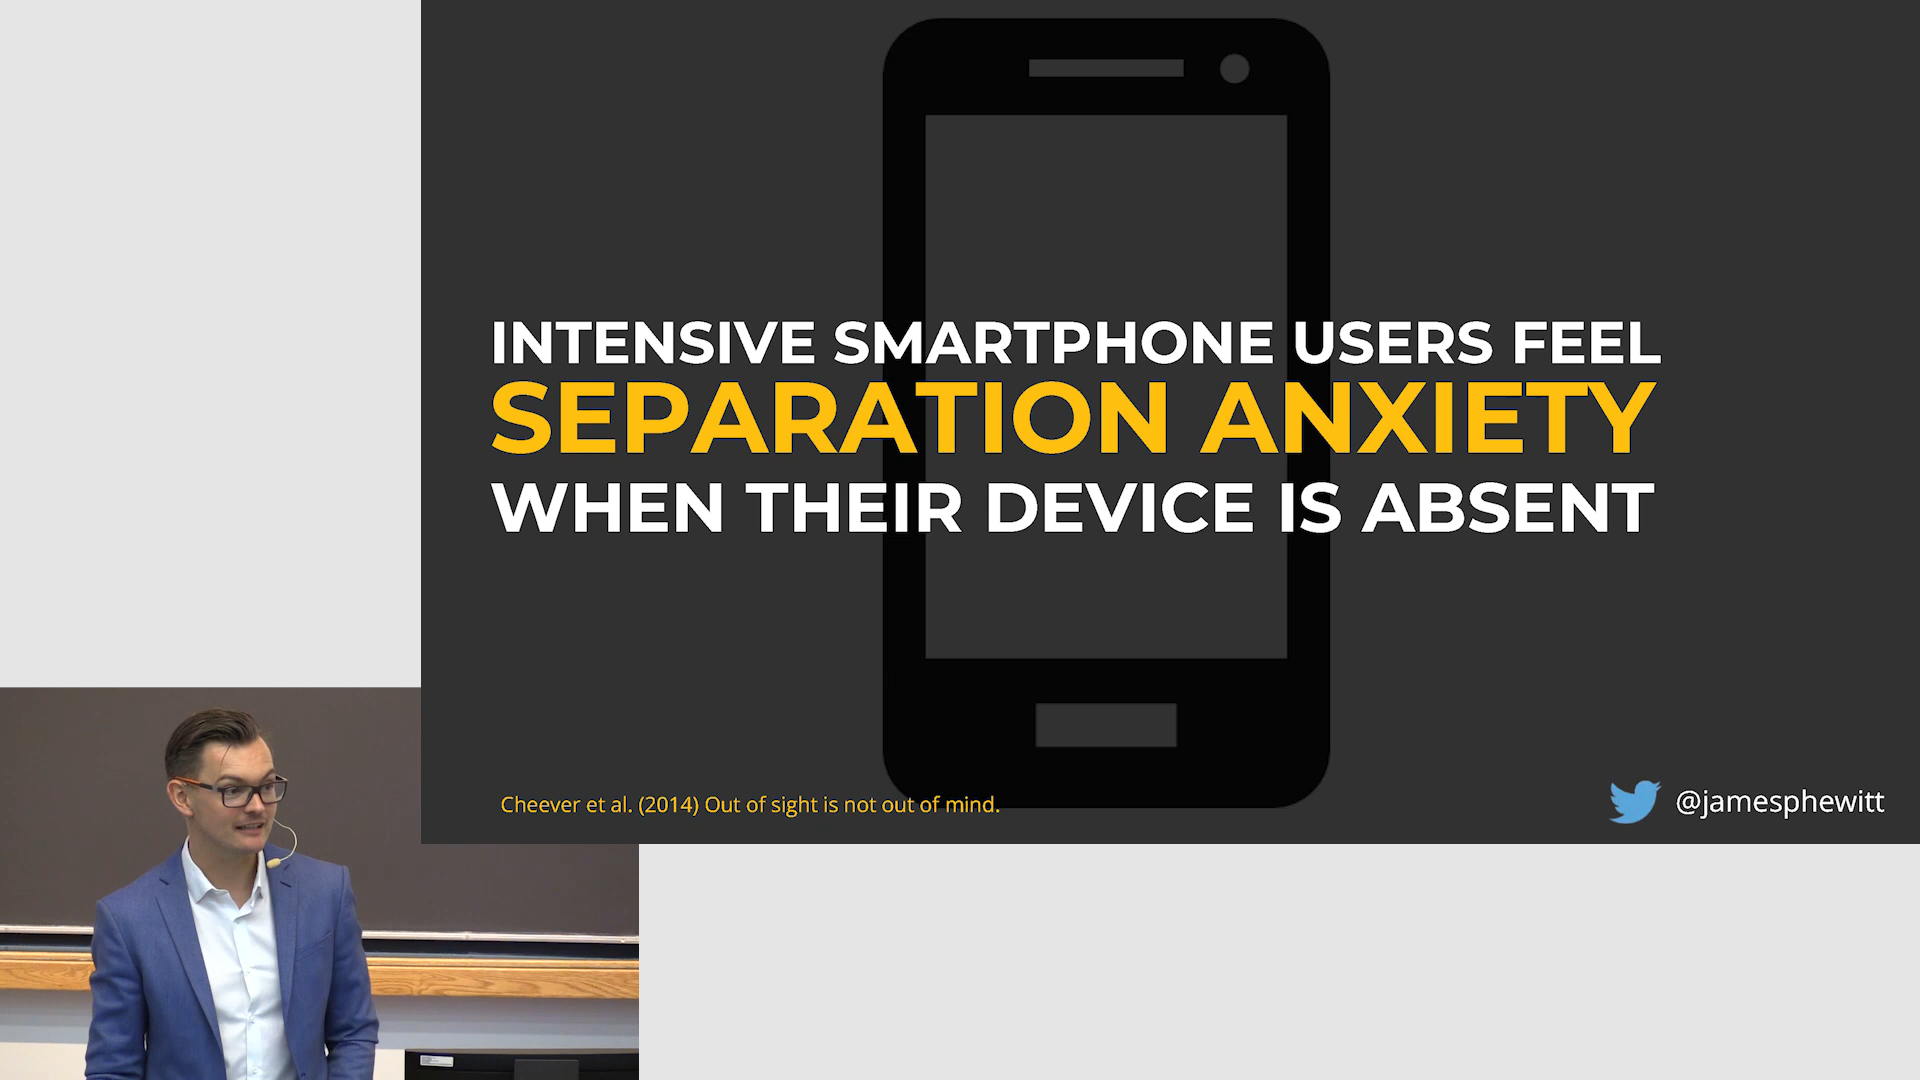 INTENSIVE SMARTPHONE USERS FEEL
SEPARATION ANXIETY
WHEN THEIR DEVICE IS ABSENT
Cheever et al. (2014) Out of sight is not out of mind.
@jamesphewitt